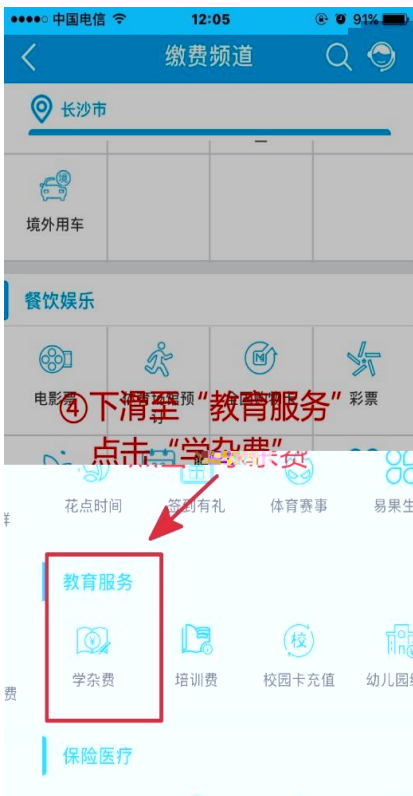 中国电信 12:05 91%
缴费频道
长沙市
境外用车
餐饮娱乐
电影票 彩票
④下滑至“教育服务”
点击“学杂费”
花点时间 签到有礼 体育赛事 易果生
教育服务
费 学杂费 培训费 校园卡充值 幼儿园
保险医疗